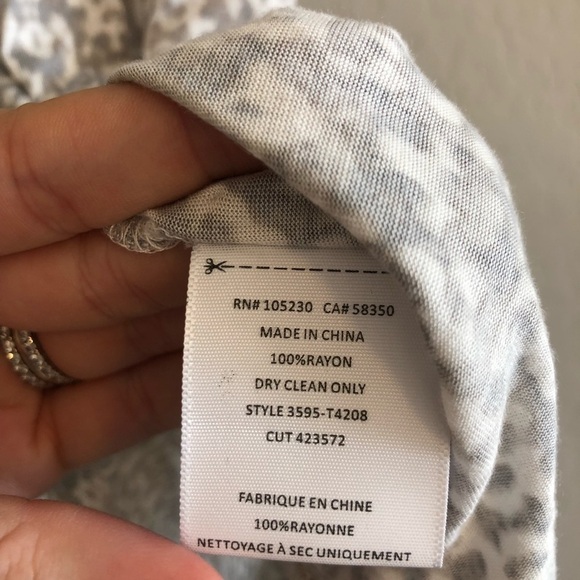 RN# 105230 CA# 58350
MADE IN CHINA
100%RAYON
DRY CLEAN ONLY
STYLE 3595-T4208
CUT 423572
FABRIQUE EN CHINE
100%RAYONNE
NETTOYAGE À SEC UNIQUEMENT